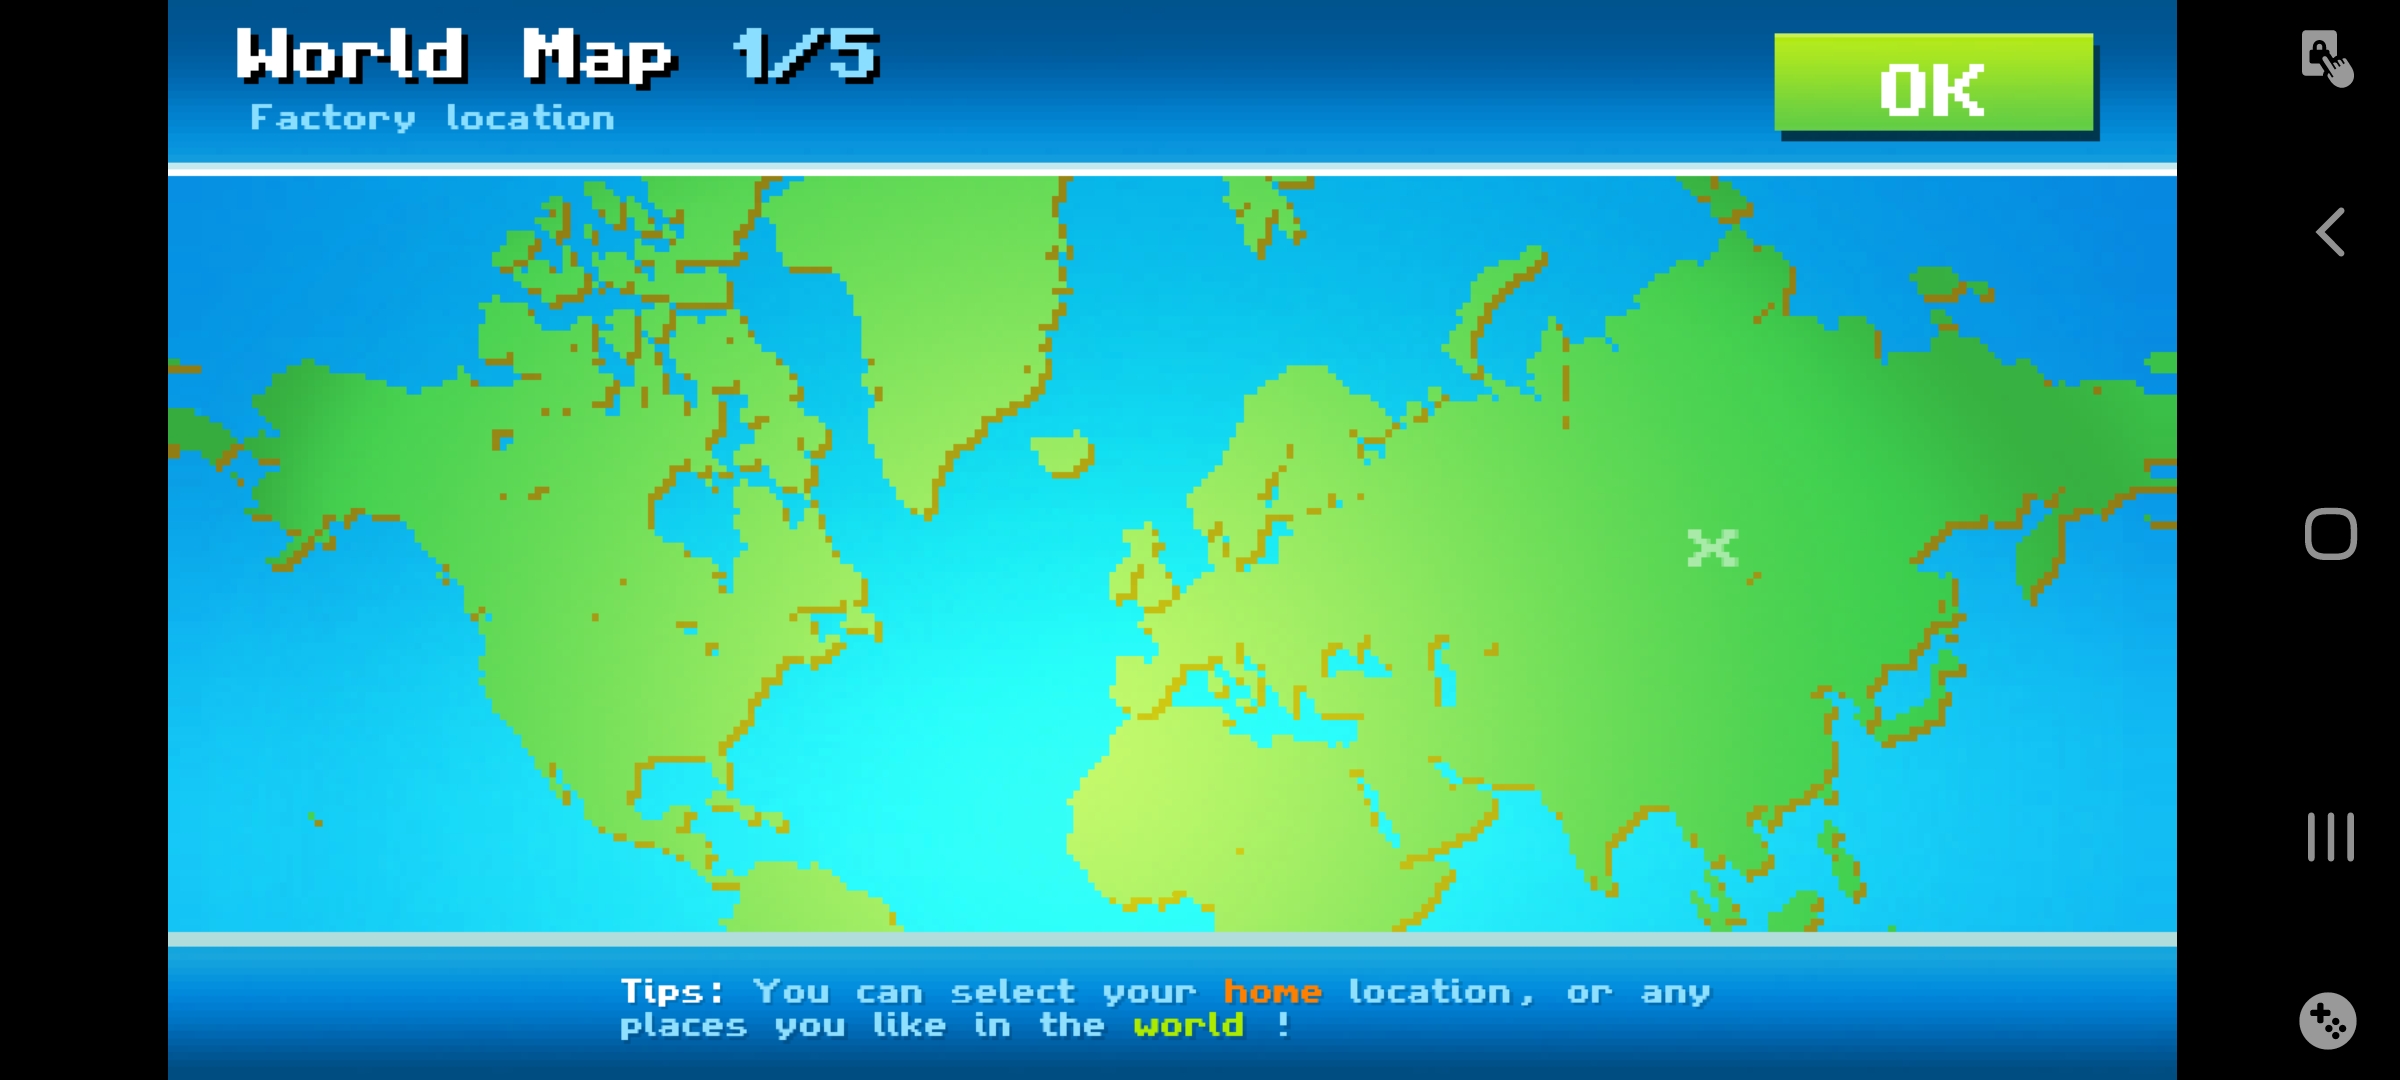 World Map 1/5
Factory location
OK
Tips: You can select your home location, or any
places you like in the world !